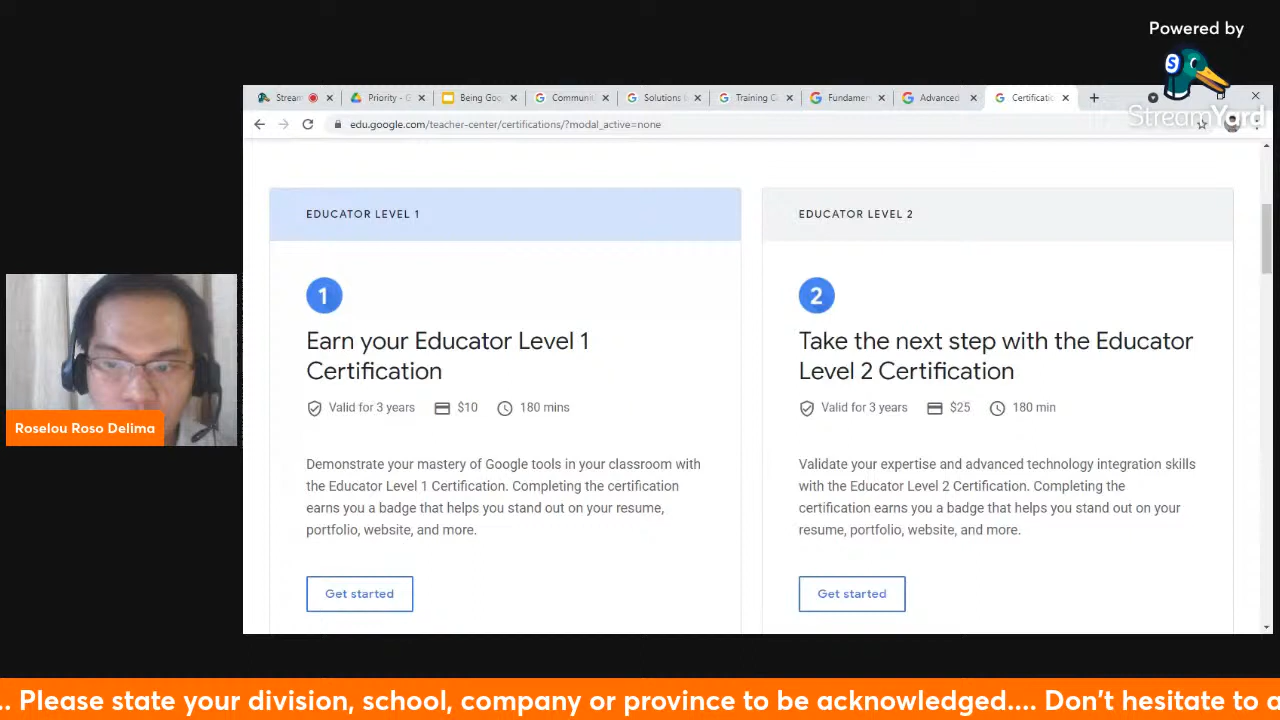 Powered by
StreamYard
Stream
Priority - G
Being Goo
Communi
Solutions
Training C
Fundamen
Advanced
Certificatio
edu.google.com/teacher-center/certifications/?modal_active=none
EDUCATOR LEVEL 1
1
Earn your Educator Level 1
Certification
Valid for 3 years $10 180 mins
Demonstrate your mastery of Google tools in your classroom with
the Educator Level 1 Certification. Completing the certification
earns you a badge that helps you stand out on your resume,
portfolio, website, and more.
Get started
EDUCATOR LEVEL 2
2
Take the next step with the Educator
Level 2 Certification
Valid for 3 years $25 180 min
Validate your expertise and advanced technology integration skills
with the Educator Level 2 Certification. Completing the
certification earns you a badge that helps you stand out on your
resume, portfolio, website, and more.
Get started
Roselou Roso Delima
.. Please state your division, school, company or province to be acknowledged.... Don't hesitate to a